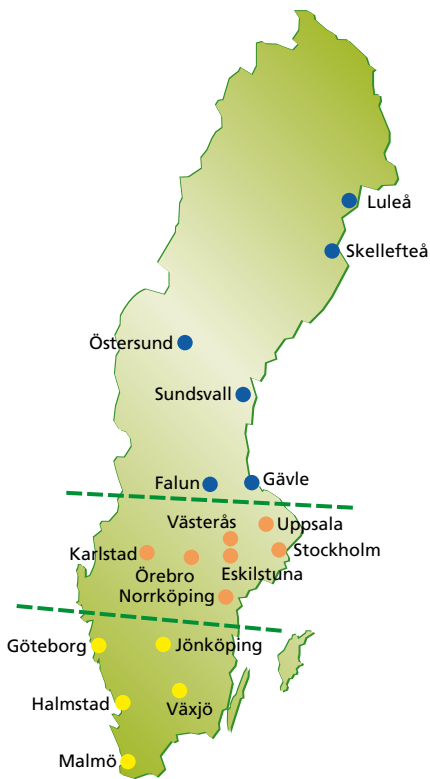 Luleå
Skellefteå
Östersund
Sundsvall
Falun
Gävle
Västerås
Uppsala
Karlstad
Stockholm
Örebro
Eskilstuna
Norrköping
Göteborg
Jönköping
Halmstad
Växjö
Malmö